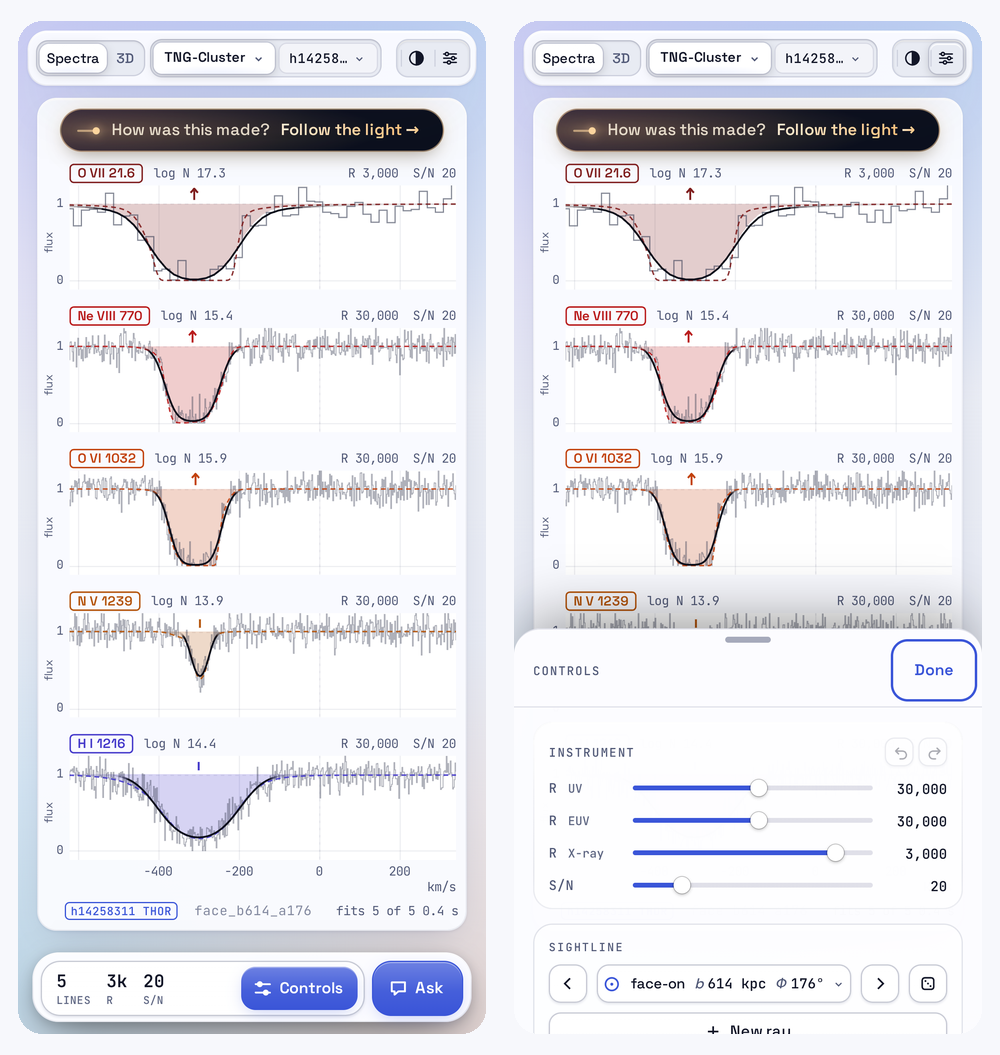 Spectra 3D TNG-Cluster h14258…
How was this made? Follow the light →
O VII 21.6 log N 17.3 R 3,000 S/N 20
1
flux
0
Ne VIII 770 log N 15.4 R 30,000 S/N 20
1
flux
0
O VI 1032 log N 15.9 R 30,000 S/N 20
1
flux
0
N V 1239 log N 13.9 R 30,000 S/N 20
1
flux
0
H I 1216 log N 14.4 R 30,000 S/N 20
1
flux
0
-400 -200 0 200
km/s
h14258311 THOR face_b614_a176 fits 5 of 5 0.4 s
5 3k 20
LINES R S/N
Controls Ask
Spectra 3D TNG-Cluster h14258…
How was this made? Follow the light →
O VII 21.6 log N 17.3 R 3,000 S/N 20
1
flux
0
Ne VIII 770 log N 15.4 R 30,000 S/N 20
1
flux
0
O VI 1032 log N 15.9 R 30,000 S/N 20
1
flux
0
N V 1239 log N 13.9 R 30,000 S/N 20
CONTROLS Done
INSTRUMENT
R UV 30,000
R EUV 30,000
R X-ray 3,000
S/N 20
SIGHTLINE
face-on b 614 kpc Φ 176°
+ New ray